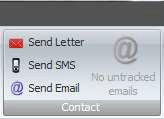 Send Letter
Send SMS
Send Email
@
No untracked
emails
Contact